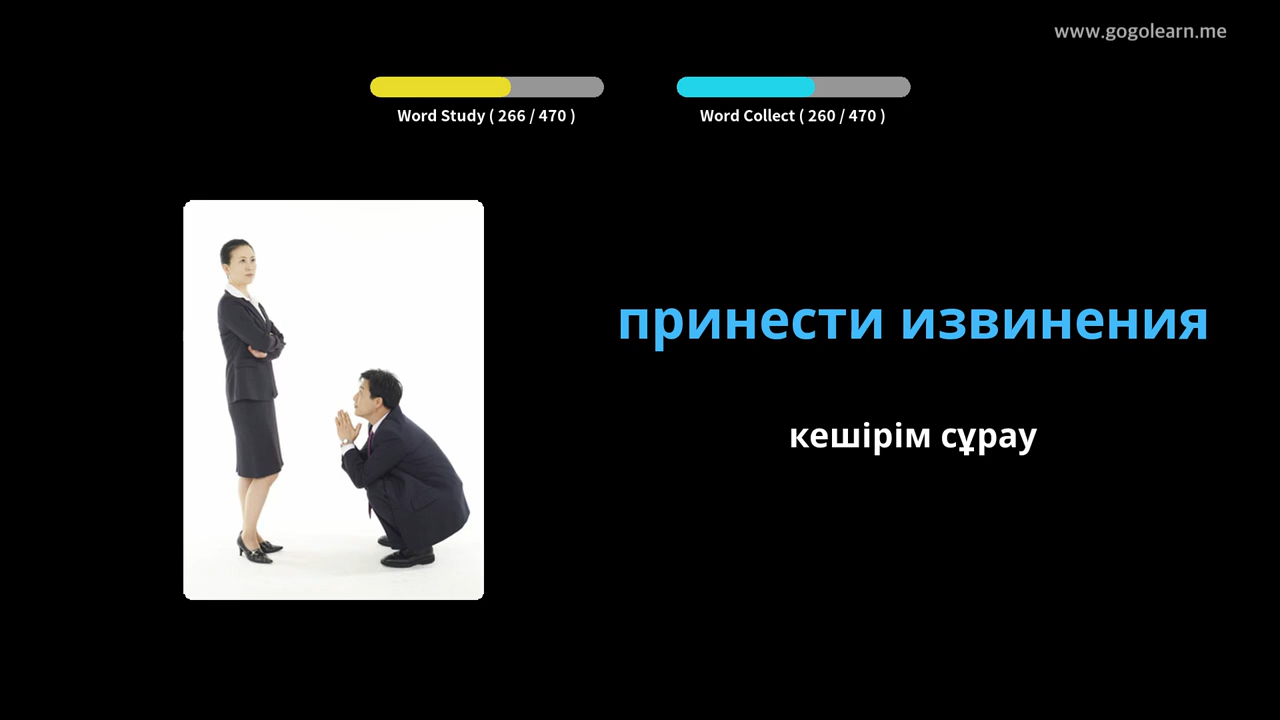 www.gogolearn.me
Word Study ( 266 / 470 )
Word Collect ( 260 / 470 )
принести извинения
кешірім сұрау